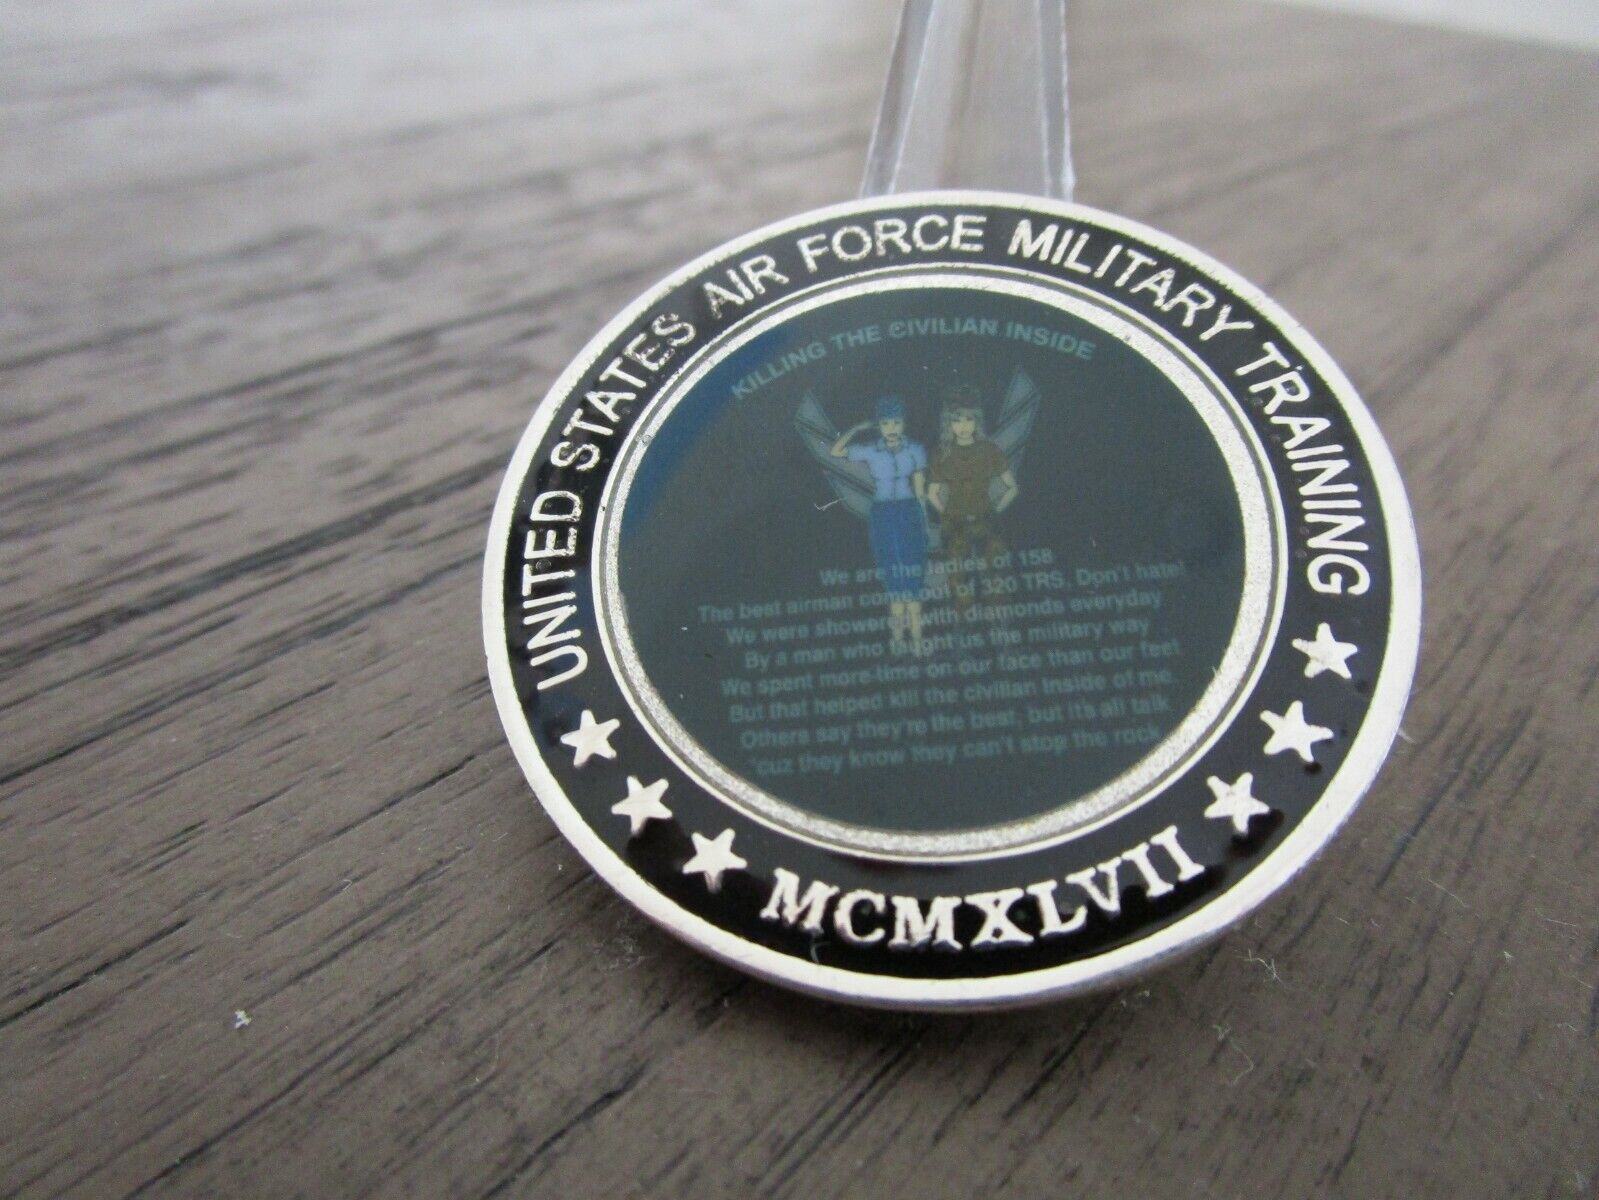 UNITED STATES AIR FORCE MILITARY TRAINING
KILLING THE CIVILIAN INSIDE
We are the ladies of 158
The best airman come out of 320 TRS. Don't hate!
We were showered with diamonds everyday
By a man who taught us the military way
We spent more time on our face than our feet
But that helped kill the civilian inside of me.
Others say they're the best, but it's all talk
'cuz they know they can't stop the rock
MCMXLVII